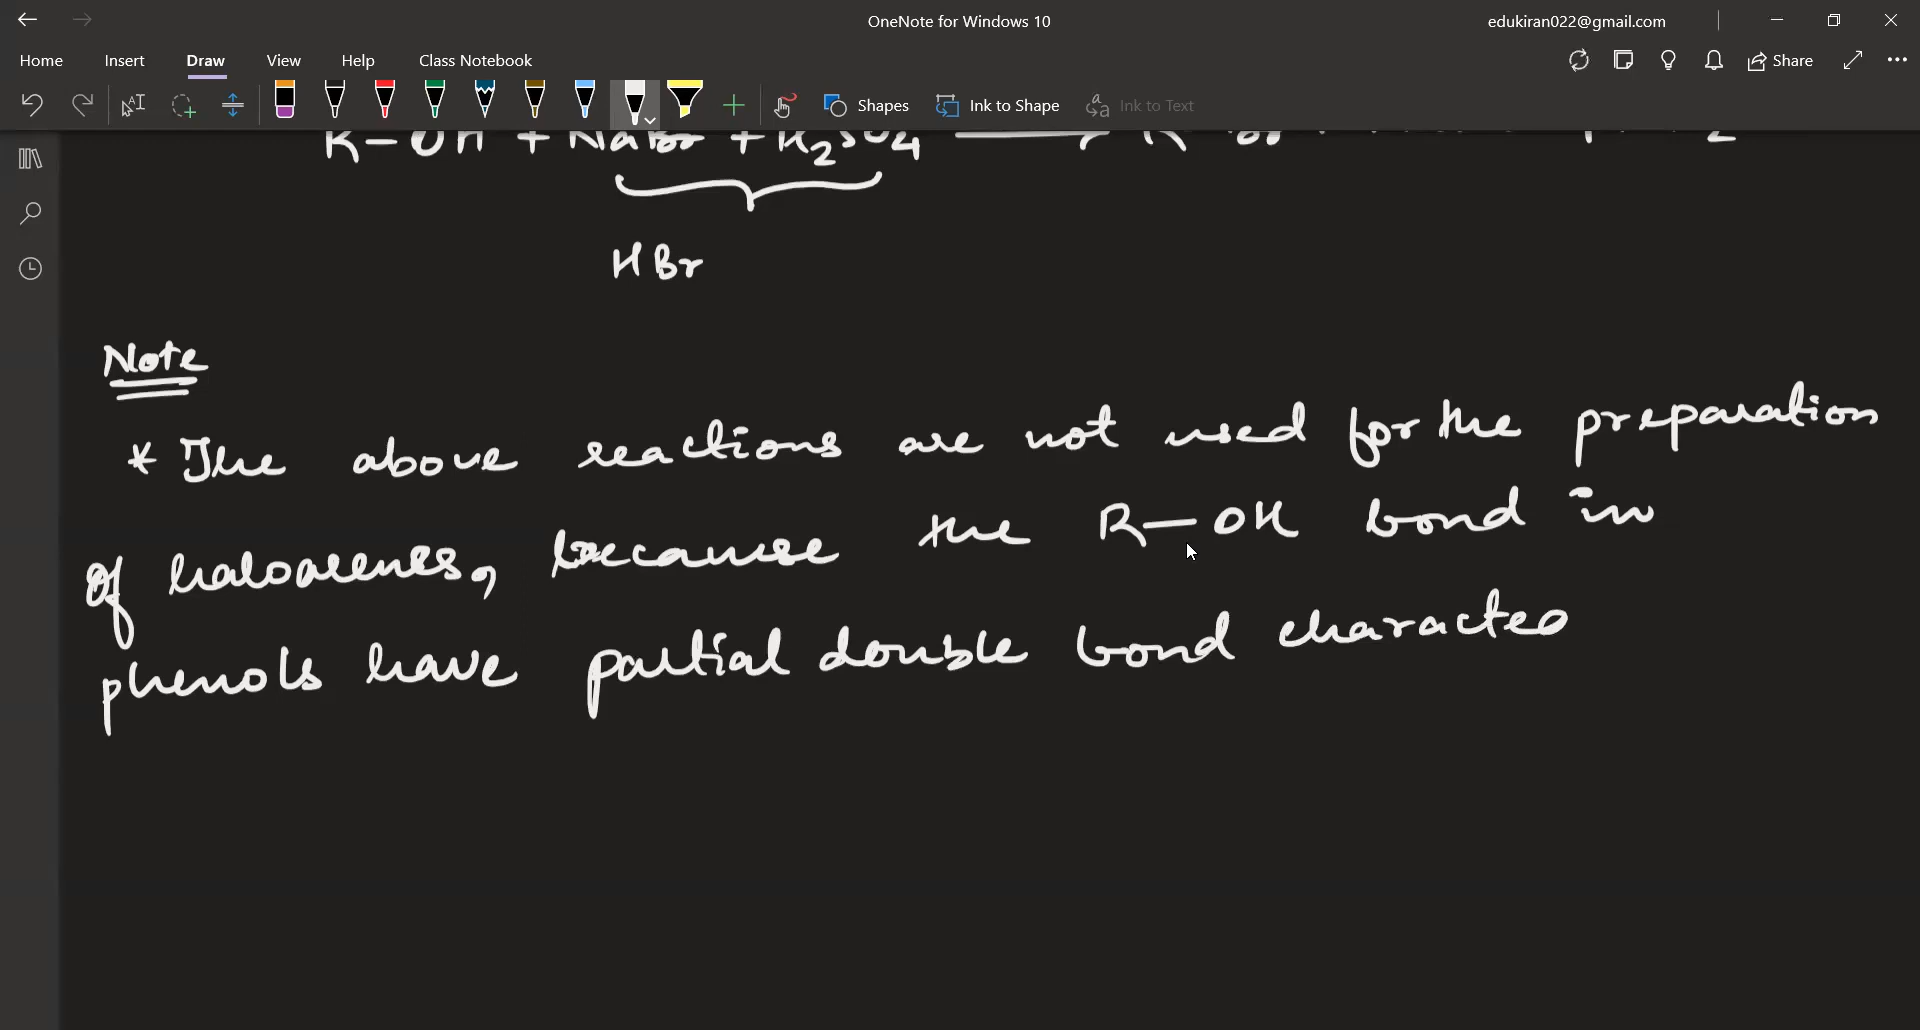 OneNote for Windows 10
edukiran022@gmail.com
Home Insert Draw View Help Class Notebook
Share
Shapes Ink to Shape Ink to Text
R-OH + NaBr + H2SO4
HBr
Note
* The above reactions are not used for the preparation
of haloarenes, because the R-OH bond in
phenols have partial double bond character